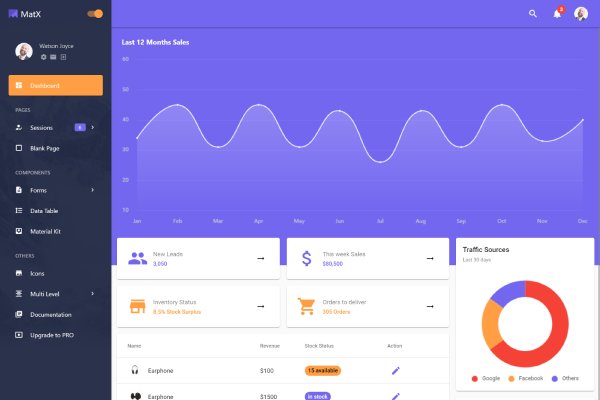 MatX
3
Watson Joyce
Dashboard
PAGES
Sessions
6
Blank Page
COMPONENTS
Forms
Data Table
Material Kit
OTHERS
Icons
Multi Level
Documentation
Upgrade to PRO
Last 12 Months Sales
60
50
40
30
20
10
Jan Feb Mar Apr May Jun Jul Aug Sep Oct Nov Dec
New Leads
3,050
This week Sales
$80,500
Inventory Status
8.5% Stock Surplus
Orders to deliver
305 Orders
Name Revenue Stock Status Action
Earphone $100 15 available
Earphone $1500 in stock
Traffic Sources
Last 30 days
Google Facebook Others